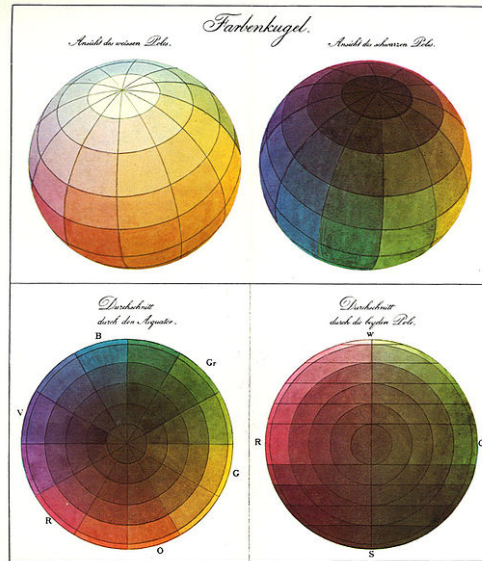 Farbenkugel.
Ansicht des weissen Poles.
Ansicht des schwarzen Poles.
Durchschnitt
durch den Aequator.
Durchschnitt
durch die beyden Pole.
B
Gr
V
G
R
O
W
R
S